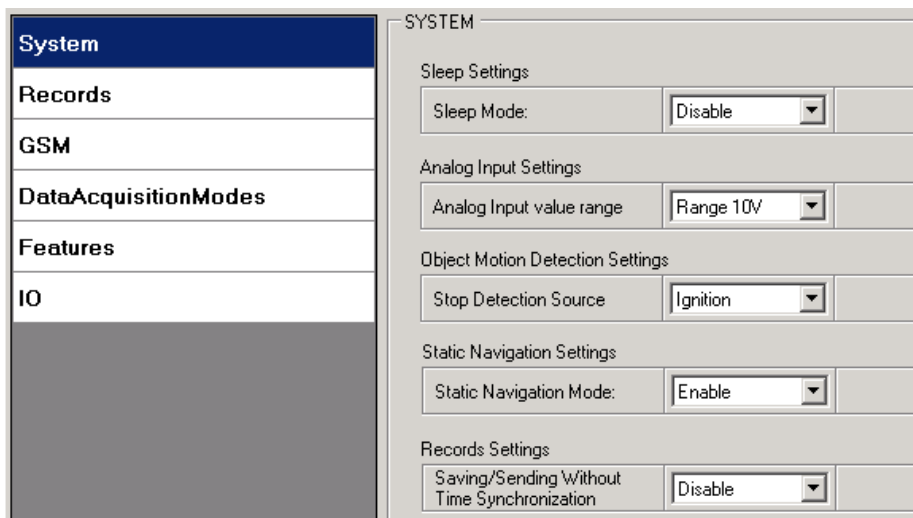 System
Records
GSM
DataAcquisitionModes
Features
IO
SYSTEM
Sleep Settings
Sleep Mode: Disable
Analog Input Settings
Analog Input value range Range 10V
Object Motion Detection Settings
Stop Detection Source Ignition
Static Navigation Settings
Static Navigation Mode: Enable
Records Settings
Saving/Sending Without
Time Synchronization Disable